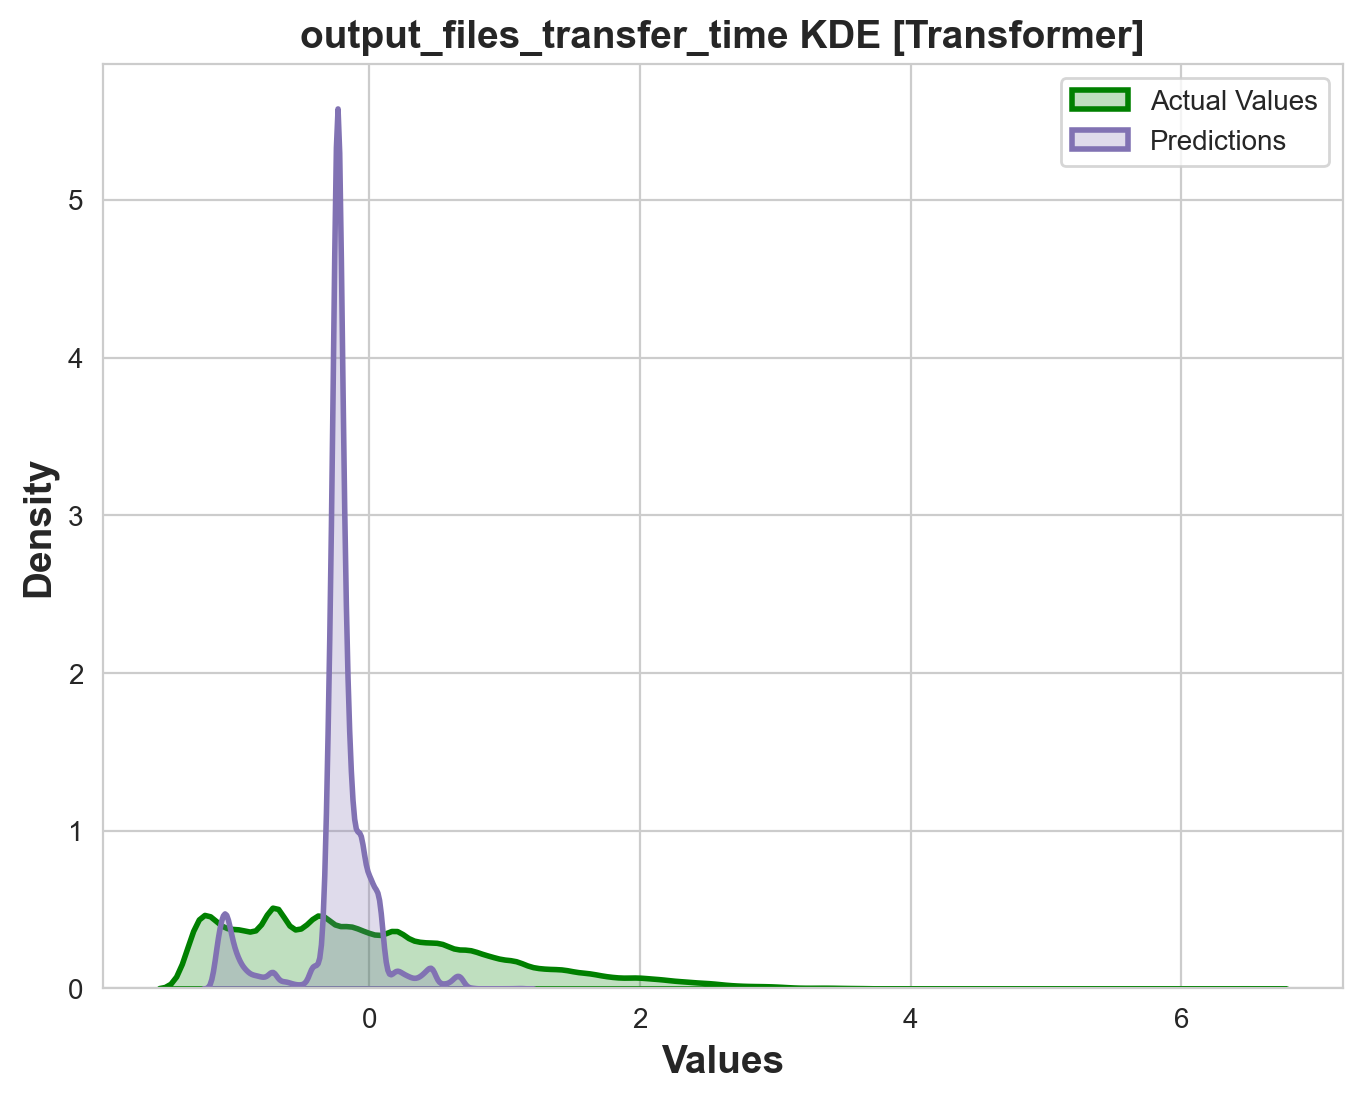 output_files_transfer_time KDE [Transformer]
Actual Values
Predictions
Density
5
4
3
2
1
0
0 2 4 6
Values